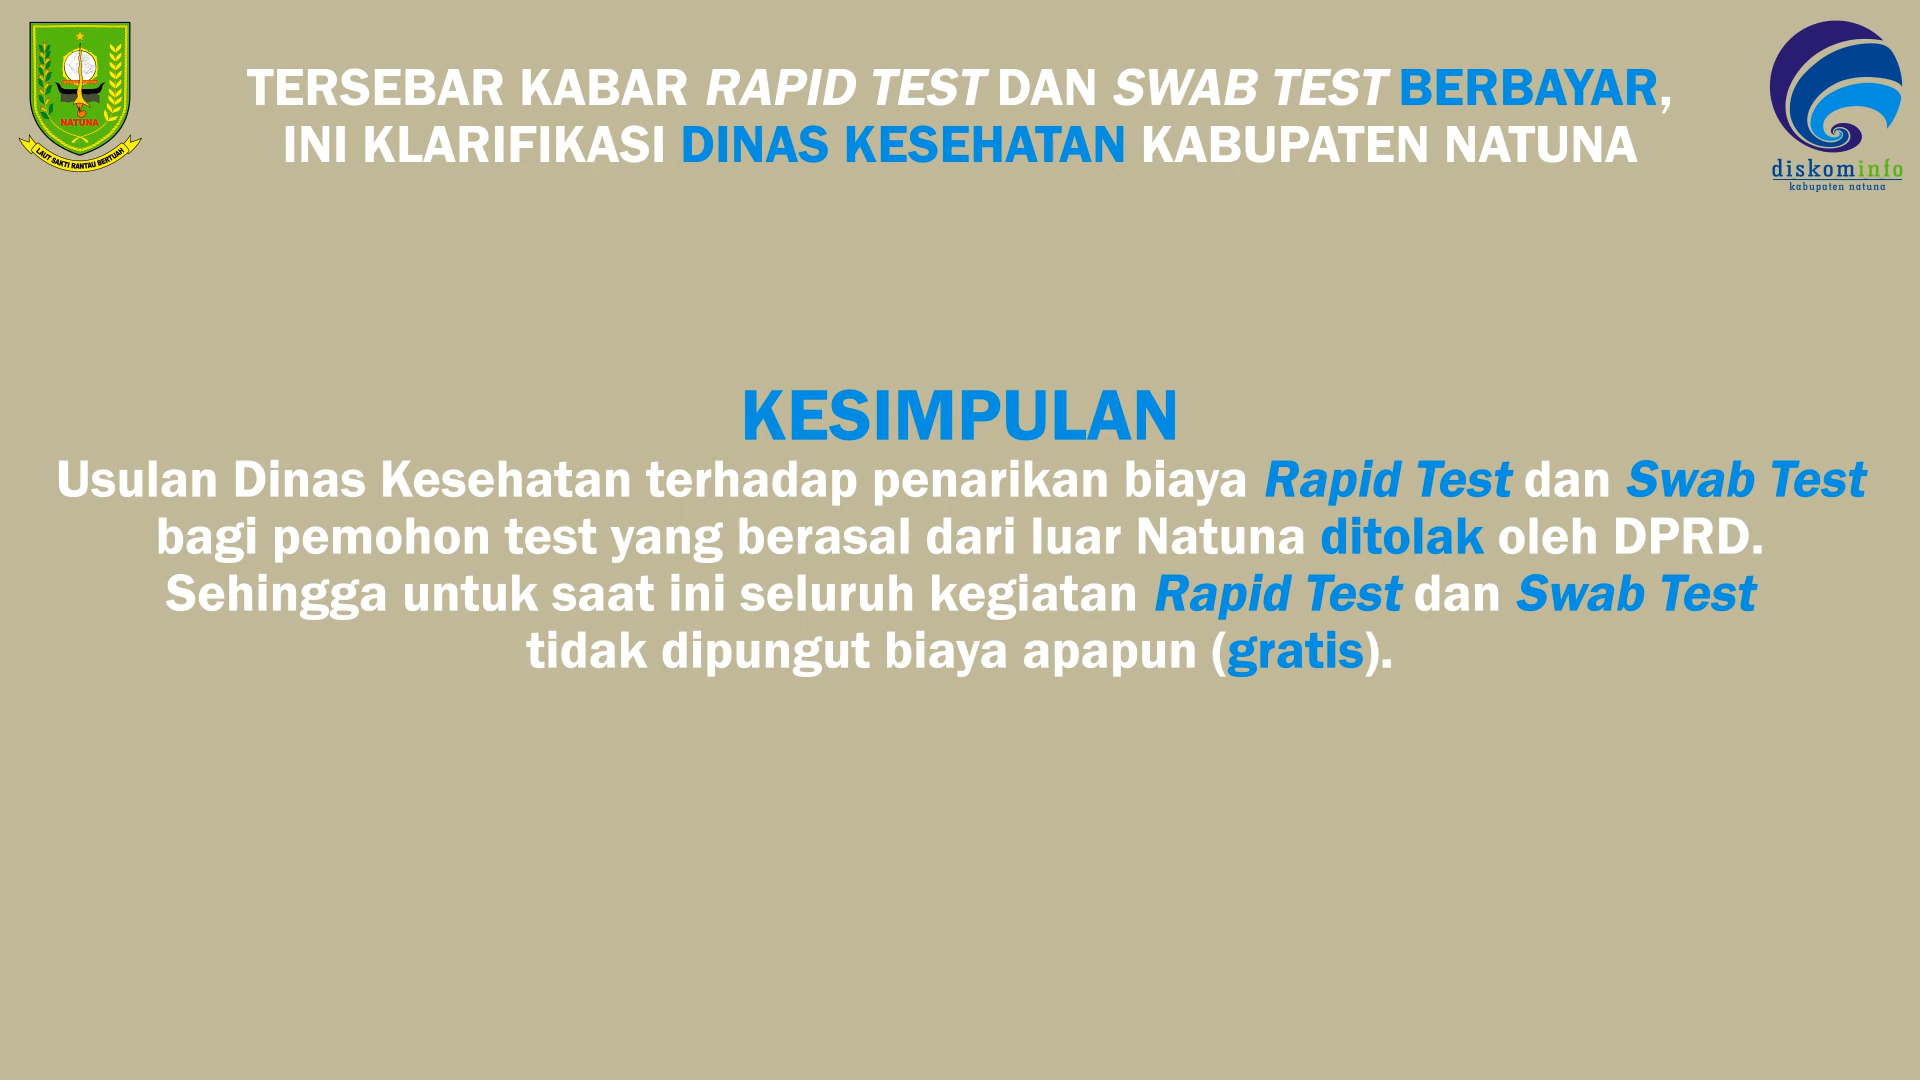 TERSEBAR KABAR RAPID TEST DAN SWAB TEST BERBAYAR,
INI KLARIFIKASI DINAS KESEHATAN KABUPATEN NATUNA
NATUNA
LAUT SAKTI RANTAU BERTUAH
diskominfo
kabupaten natuna
KESIMPULAN
Usulan Dinas Kesehatan terhadap penarikan biaya Rapid Test dan Swab Test
bagi pemohon test yang berasal dari luar Natuna ditolak oleh DPRD.
Sehingga untuk saat ini seluruh kegiatan Rapid Test dan Swab Test
tidak dipungut biaya apapun (gratis).